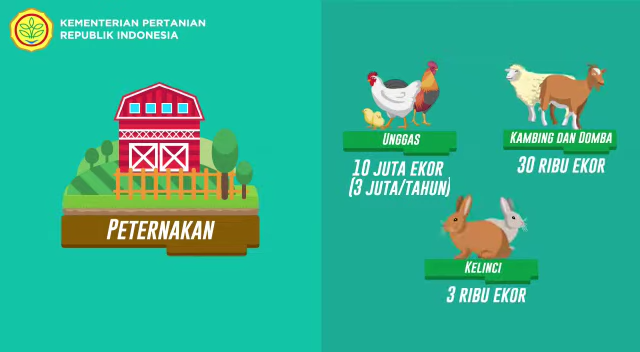 KEMENTERIAN PERTANIAN
REPUBLIK INDONESIA
PETERNAKAN
UNGGAS
10 JUTA EKOR
(3 JUTA/TAHUN)
KAMBING DAN DOMBA
30 RIBU EKOR
KELINCI
3 RIBU EKOR